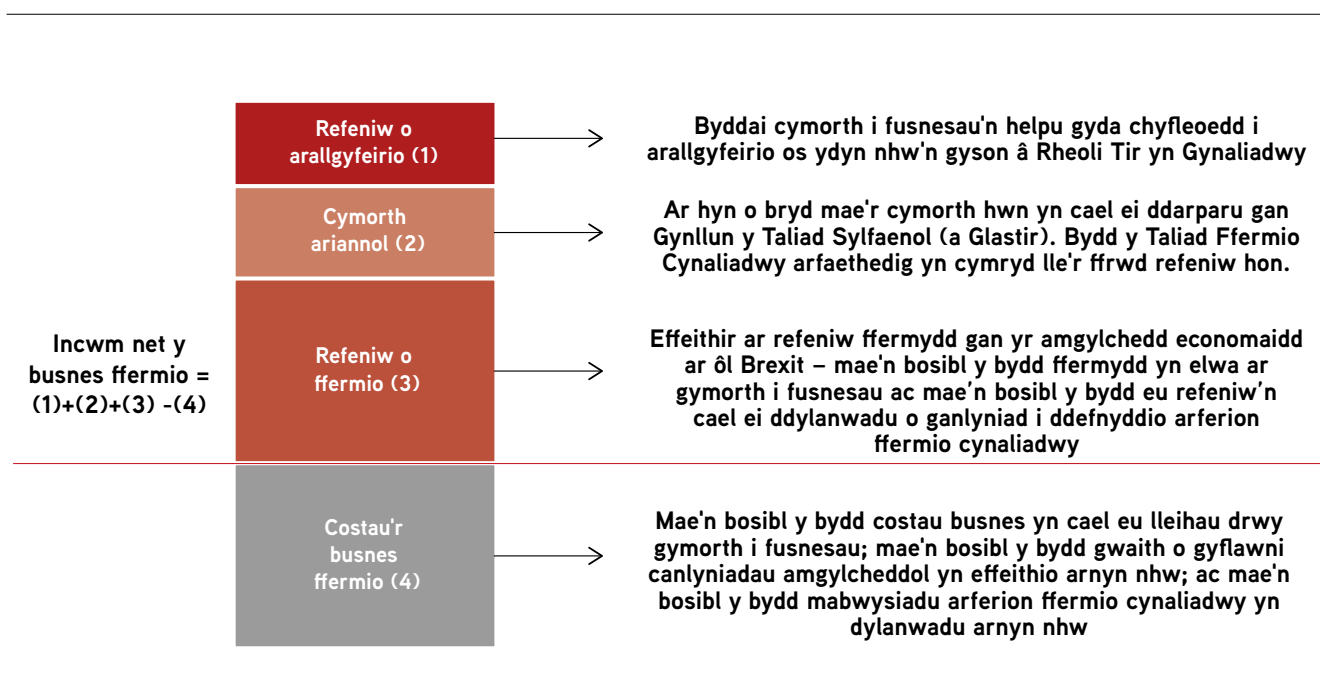 Refeniw o
arallgyfeirio (1)
Byddai cymorth i fusnesau'n helpu gyda chyfleoedd i
arallgyfeirio os ydyn nhw'n gyson â Rheoli Tir yn Gynaliadwy
Cymorth
ariannol (2)
Ar hyn o bryd mae'r cymorth hwn yn cael ei ddarparu gan
Gynllun y Taliad Sylfaenol (a Glastir). Bydd y Taliad Ffermio
Cynaliadwy arfaethedig yn cymryd lle'r ffrwd refeniw hon.
Incwm net y
busnes ffermio =
(1)+(2)+(3) -(4)
Refeniw o
ffermio (3)
Effeithir ar refeniw ffermydd gan yr amgylchedd economaidd
ar ôl Brexit – mae'n bosibl y bydd ffermydd yn elwa ar
gymorth i fusnesau ac mae’n bosibl y bydd eu refeniw’n
cael ei ddylanwadu o ganlyniad i ddefnyddio arferion
ffermio cynaliadwy
Costau'r
busnes
ffermio (4)
Mae'n bosibl y bydd costau busnes yn cael eu lleihau drwy
gymorth i fusnesau; mae'n bosibl y bydd gwaith o gyflawni
canlyniadau amgylcheddol yn effeithio arnyn nhw; ac mae'n
bosibl y bydd mabwysiadu arferion ffermio cynaliadwy yn
dylanwadu arnyn nhw